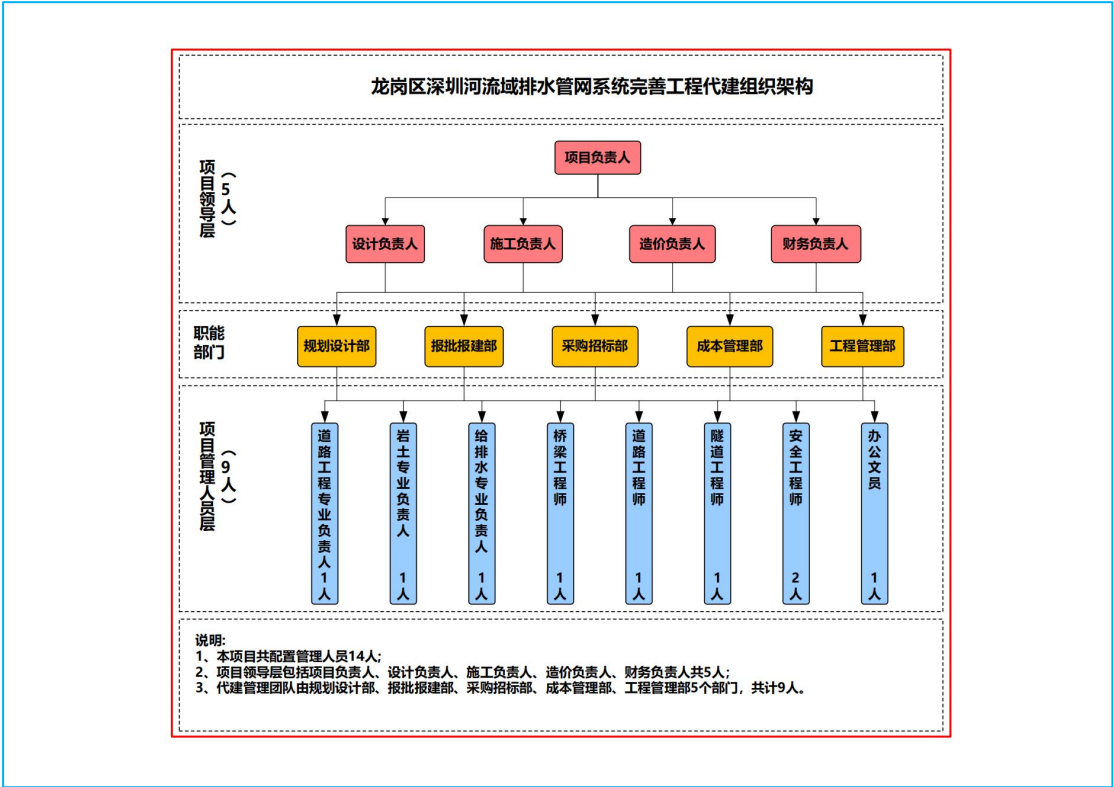 龙岗区深圳河流域排水管网系统完善工程代建组织架构
项目领导层
（5人）
项目负责人
设计负责人
施工负责人
造价负责人
财务负责人
职能
部门
规划设计部
报批报建部
采购招标部
成本管理部
工程管理部
项目管理人员层
（9人）
道路工程专业负责人 1人
岩土专业负责人 1人
给排水专业负责人 1人
桥梁工程师 1人
道路工程师 1人
隧道工程师 1人
安全工程师 2人
办公文员 1人
说明:
1、本项目共配置管理人员14人;
2、项目领导层包括项目负责人、设计负责人、施工负责人、造价负责人、财务负责人共5人;
3、代建管理团队由规划设计部、报批报建部、采购招标部、成本管理部、工程管理部5个部门，共计9人。